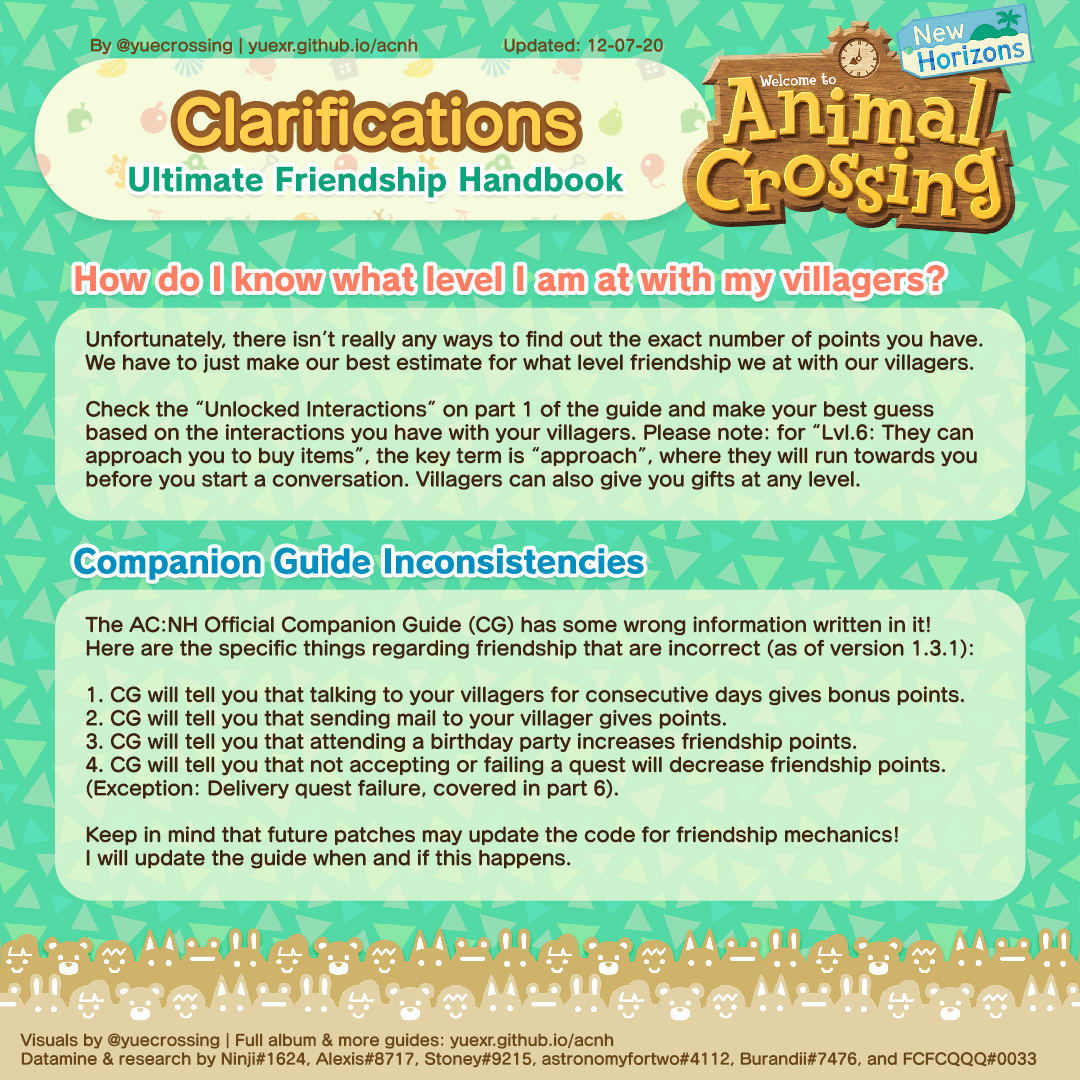 By @yuecrossing | yuexr.github.io/acnh Updated: 12-07-20
New
Horizons
Welcome to
Animal
Crossing
Clarifications
Ultimate Friendship Handbook
How do I know what level I am at with my villagers?
Unfortunately, there isn't really any ways to find out the exact number of points you have.
We have to just make our best estimate for what level friendship we at with our villagers.
Check the “Unlocked Interactions” on part 1 of the guide and make your best guess
based on the interactions you have with your villagers. Please note: for “Lvl.6: They can
approach you to buy items”, the key term is “approach”, where they will run towards you
before you start a conversation. Villagers can also give you gifts at any level.
Companion Guide Inconsistencies
The AC:NH Official Companion Guide (CG) has some wrong information written in it!
Here are the specific things regarding friendship that are incorrect (as of version 1.3.1):
1. CG will tell you that talking to your villagers for consecutive days gives bonus points.
2. CG will tell you that sending mail to your villager gives points.
3. CG will tell you that attending a birthday party increases friendship points.
4. CG will tell you that not accepting or failing a quest will decrease friendship points.
(Exception: Delivery quest failure, covered in part 6).
Keep in mind that future patches may update the code for friendship mechanics!
I will update the guide when and if this happens.
Visuals by @yuecrossing | Full album & more guides: yuexr.github.io/acnh
Datamine & research by Ninji#1624, Alexis#8717, Stoney#9215, astronomyfortwo#4112, Burandii#7476, and FCFCQQQ#0033